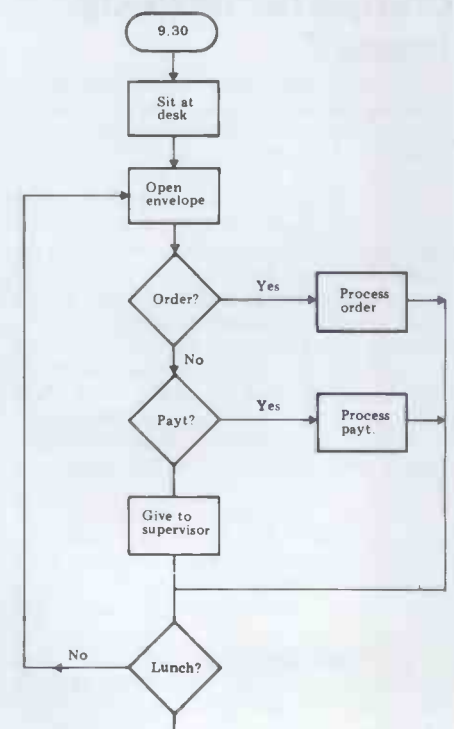 9.30
Sit at
desk
Open
envelope
Order?
Yes
Process
order
No
Payt?
Yes
Process
payt.
Give to
supervisor
No
Lunch?